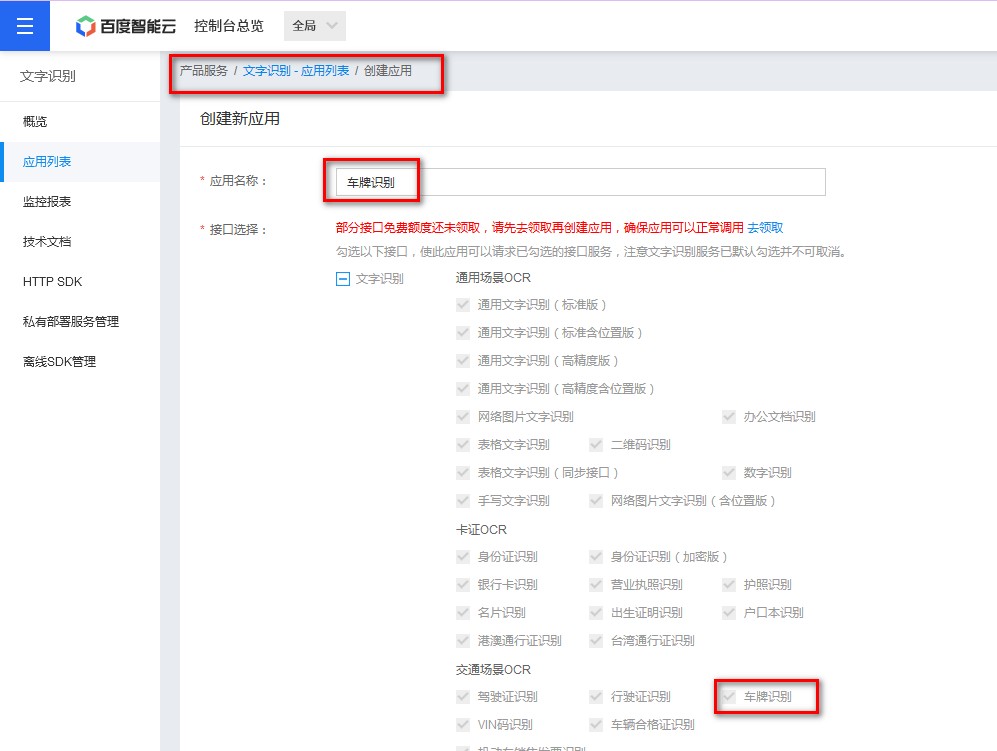 百度智能云 控制台总览 全局
文字识别
产品服务 / 文字识别 - 应用列表 / 创建应用
概览
应用列表
监控报表
技术文档
HTTP SDK
私有部署服务管理
离线SDK管理
创建新应用
* 应用名称： 车牌识别
* 接口选择： 部分接口免费额度还未领取，请先去领取再创建应用，确保应用可以正常调用 去领取
勾选以下接口，使此应用可以请求已勾选的接口服务，注意文字识别服务已默认勾选并不可取消。
文字识别 通用场景OCR
通用文字识别（标准版）
通用文字识别（标准含位置版）
通用文字识别（高精度版）
通用文字识别（高精度含位置版）
网络图片文字识别 办公文档识别
表格文字识别 二维码识别
表格文字识别（同步接口） 数字识别
手写文字识别 网络图片文字识别（含位置版）
卡证OCR
身份证识别 身份证识别（加密版）
银行卡识别 营业执照识别 护照识别
名片识别 出生证明识别 户口本识别
港澳通行证识别 台湾通行证识别
交通场景OCR
驾驶证识别 行驶证识别 车牌识别
VIN码识别 车辆合格证识别
机动车销售发票识别